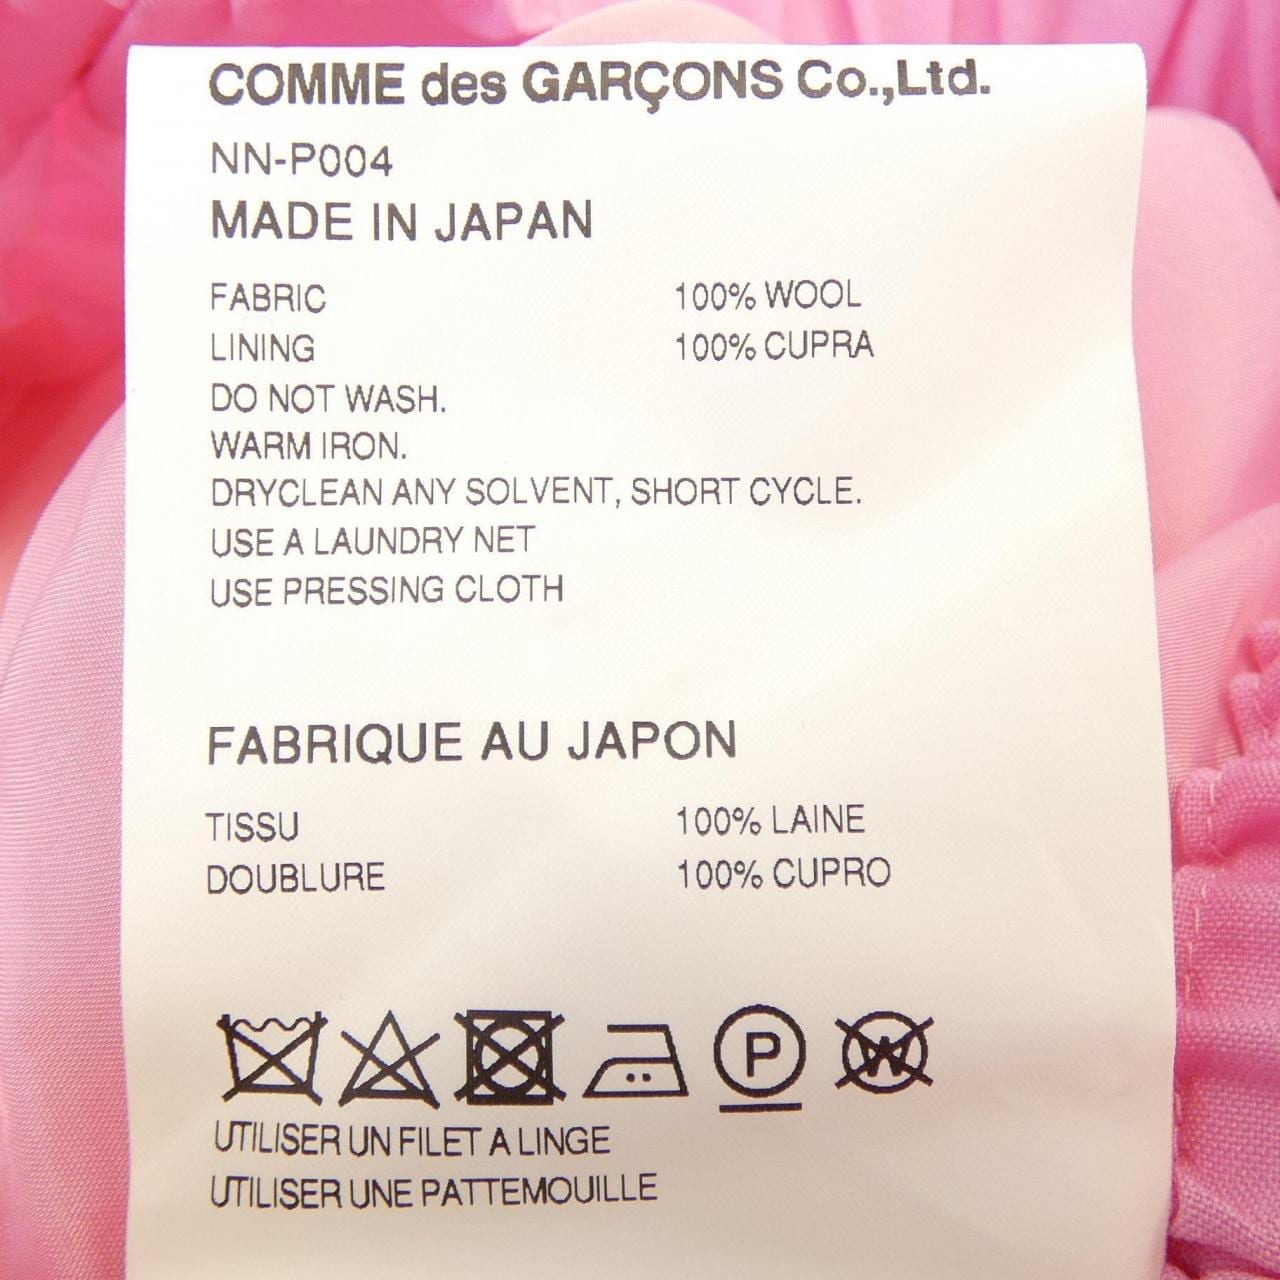 COMME des GARÇONS Co.,Ltd.
NN-P004
MADE IN JAPAN
FABRIC 100% WOOL
LINING 100% CUPRA
DO NOT WASH.
WARM IRON.
DRYCLEAN ANY SOLVENT, SHORT CYCLE.
USE A LAUNDRY NET
USE PRESSING CLOTH
FABRIQUE AU JAPON
TISSU 100% LAINE
DOUBLURE 100% CUPRO
P W
UTILISER UN FILET A LINGE
UTILISER UNE PATTEMOUILLE